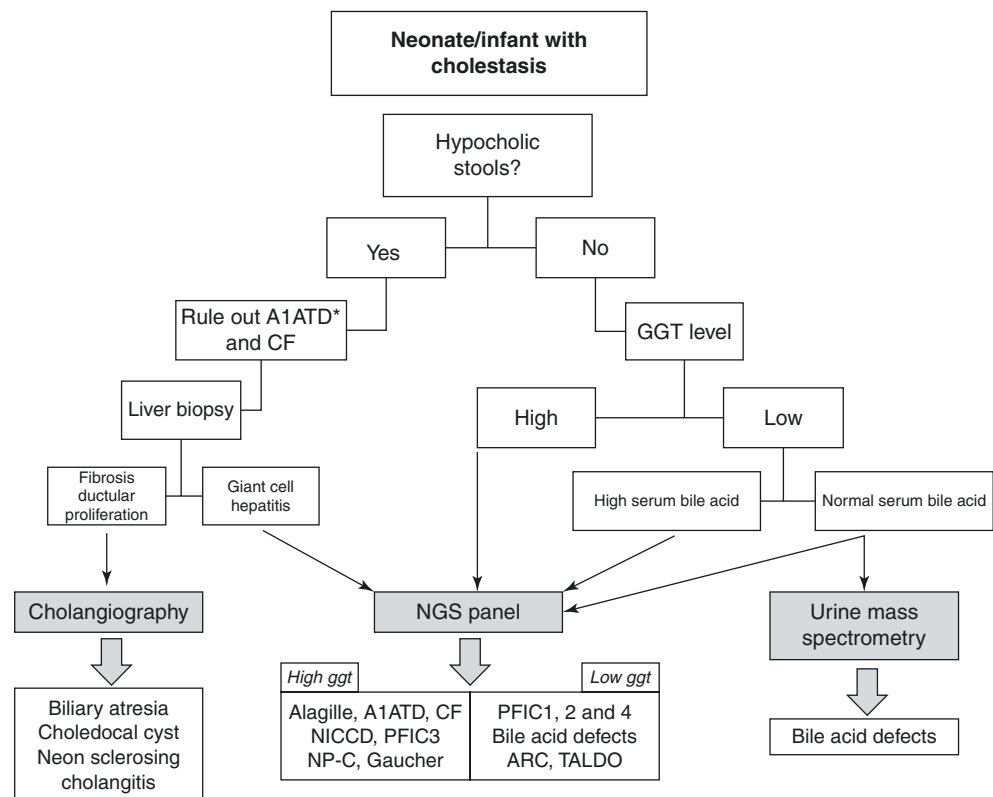 Neonate/infant with
cholestasis
Hypocholic
stools?
Yes
No
Rule out A1ATD*
and CF
GGT level
Liver biopsy
High
Low
Fibrosis
ductular
proliferation
Giant cell
hepatitis
High serum bile acid
Normal serum bile acid
Cholangiography
NGS panel
Urine mass
spectrometry
High ggt
Low ggt
Biliary atresia
Choledocal cyst
Neon sclerosing
cholangitis
Alagille, A1ATD, CF
NICCD, PFIC3
NP-C, Gaucher
PFIC1, 2 and 4
Bile acid defects
ARC, TALDO
Bile acid defects